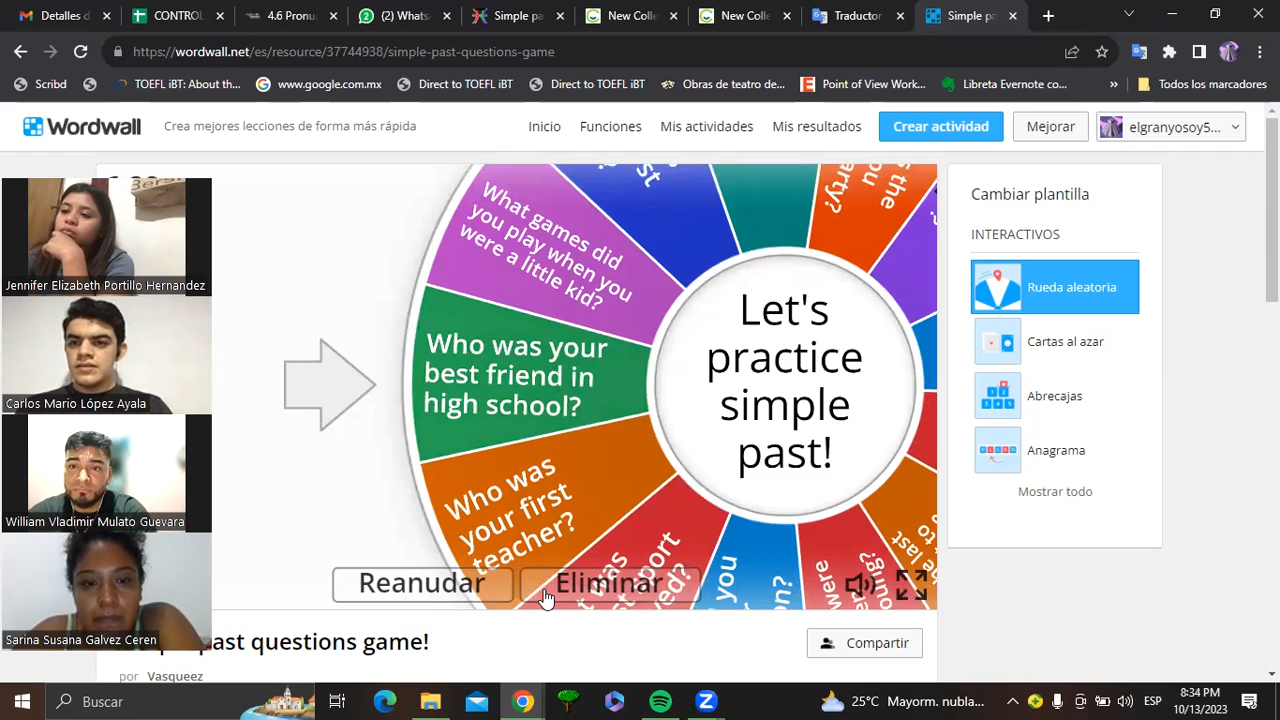 Detalles d
CONTROL
4.6 Pronun
(2) Whats
Simple pa
New Colle
New Colle
Traductor
Simple pa
https://wordwall.net/es/resource/37744938/simple-past-questions-game
Scribd
TOEFL iBT: About th...
www.google.com.mx
Direct to TOEFL iBT
Direct to TOEFL iBT
Obras de teatro de...
Point of View Work...
Libreta Evernote co...
»
Todos los marcadores
Wordwall
Crea mejores lecciones de forma más rápida
Inicio
Funciones
Mis actividades
Mis resultados
Crear actividad
Mejorar
elgranyosoy5...
What games did
you play when you
were a little kid?
Who was your
best friend in
high school?
Who was
your first
teacher?
Let's
practice
simple
past!
Reanudar
Eliminar
Jennifer Elizabeth Portillo Hernandez
Carlos Mario López Ayala
William Vladimir Mulato Guevara
Sarina Susana Galvez Ceren
past questions game!
por Vasqueez
Compartir
Cambiar plantilla
INTERACTIVOS
Rueda aleatoria
Cartas al azar
Abrecajas
Anagrama
Mostrar todo
Buscar
25°C Mayorm. nubla...
ESP
8:34 PM
10/13/2023